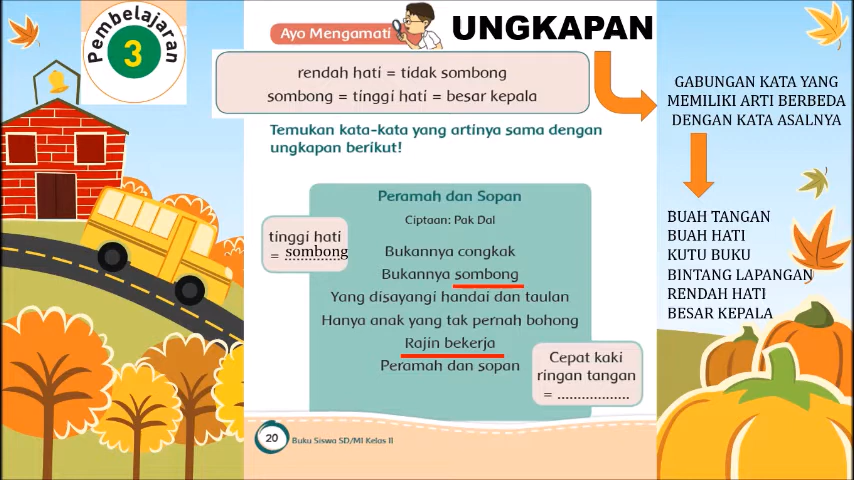 Pembelajaran
3
Ayo Mengamati
UNGKAPAN
rendah hati = tidak sombong
sombong = tinggi hati = besar kepala
GABUNGAN KATA YANG
MEMILIKI ARTI BERBEDA
DENGAN KATA ASALNYA
Temukan kata-kata yang artinya sama dengan
ungkapan berikut!
Peramah dan Sopan
Ciptaan: Pak Dal
tinggi hati
= sombong
Bukannya congkak
Bukannya sombong
Yang disayangi handai dan taulan
Hanya anak yang tak pernah bohong
Rajin bekerja
Peramah dan sopan
Cepat kaki
ringan tangan
= ..................
BUAH TANGAN
BUAH HATI
KUTU BUKU
BINTANG LAPANGAN
RENDAH HATI
BESAR KEPALA
20
Buku Siswa SD/MI Kelas II